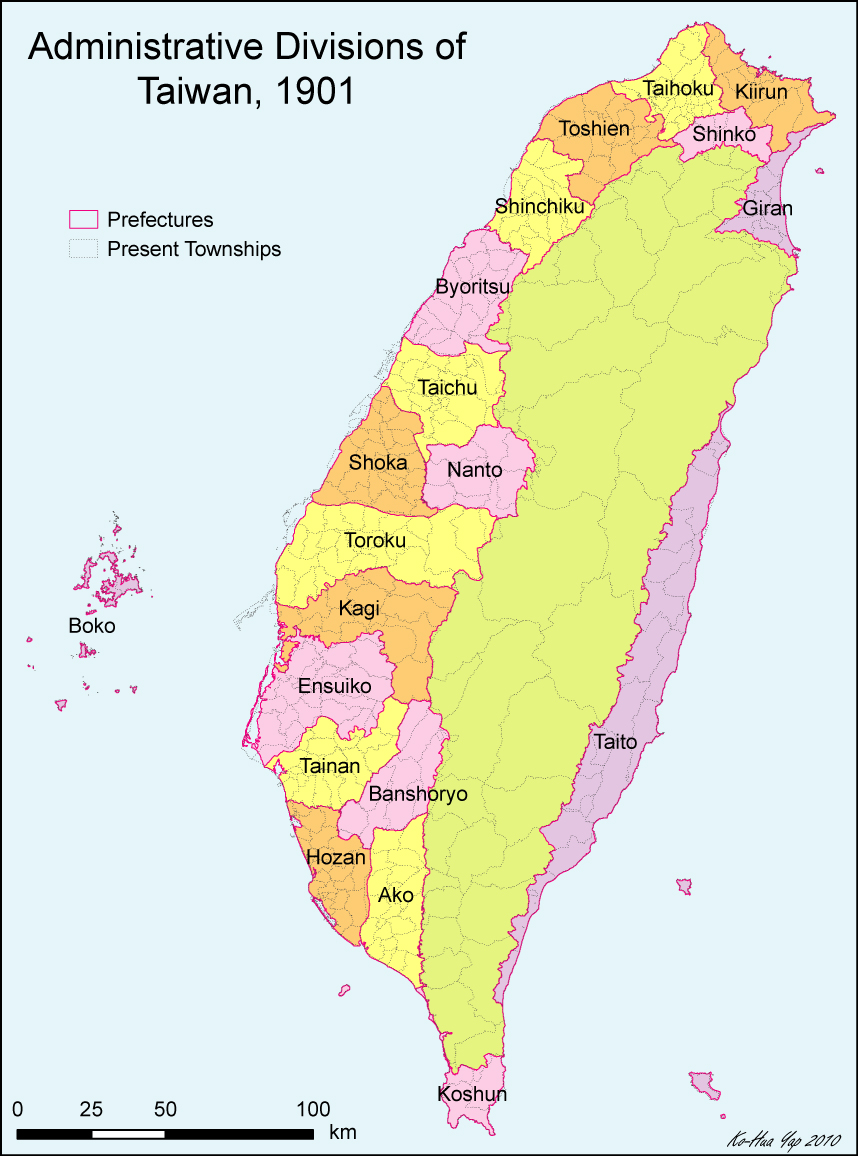 Administrative Divisions of
Taiwan, 1901
Prefectures
Present Townships
Taihoku
Kiirun
Toshien
Shinko
Shinchiku
Giran
Byoritsu
Taichu
Shoka
Nanto
Toroku
Kagi
Boko
Ensuiko
Taito
Tainan
Banshoryo
Hozan
Ako
Koshun
0 25 50 100
km
Ko-Hua Yap 2010